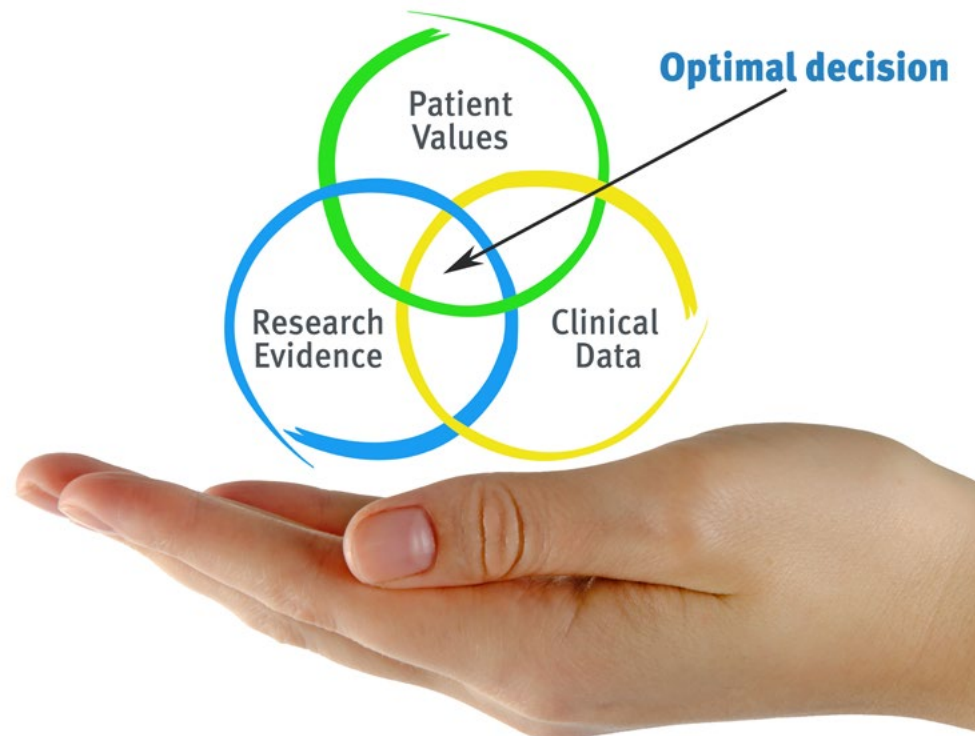 Optimal decision
Patient
Values
Research
Evidence
Clinical
Data